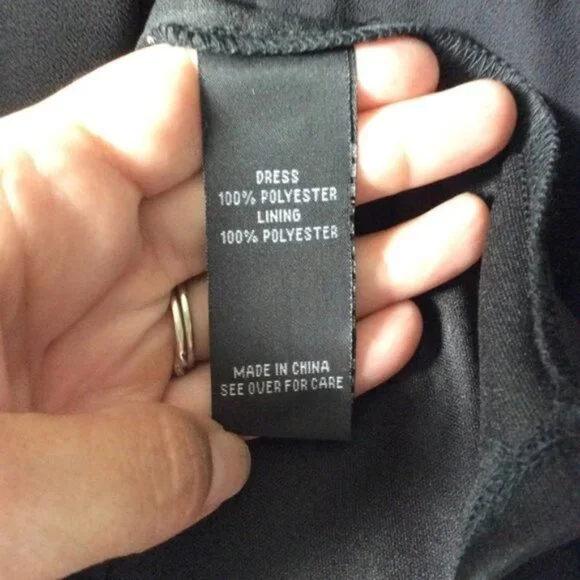 DRESS
100% POLYESTER
LINING
100% POLYESTER
MADE IN CHINA
SEE OVER FOR CARE